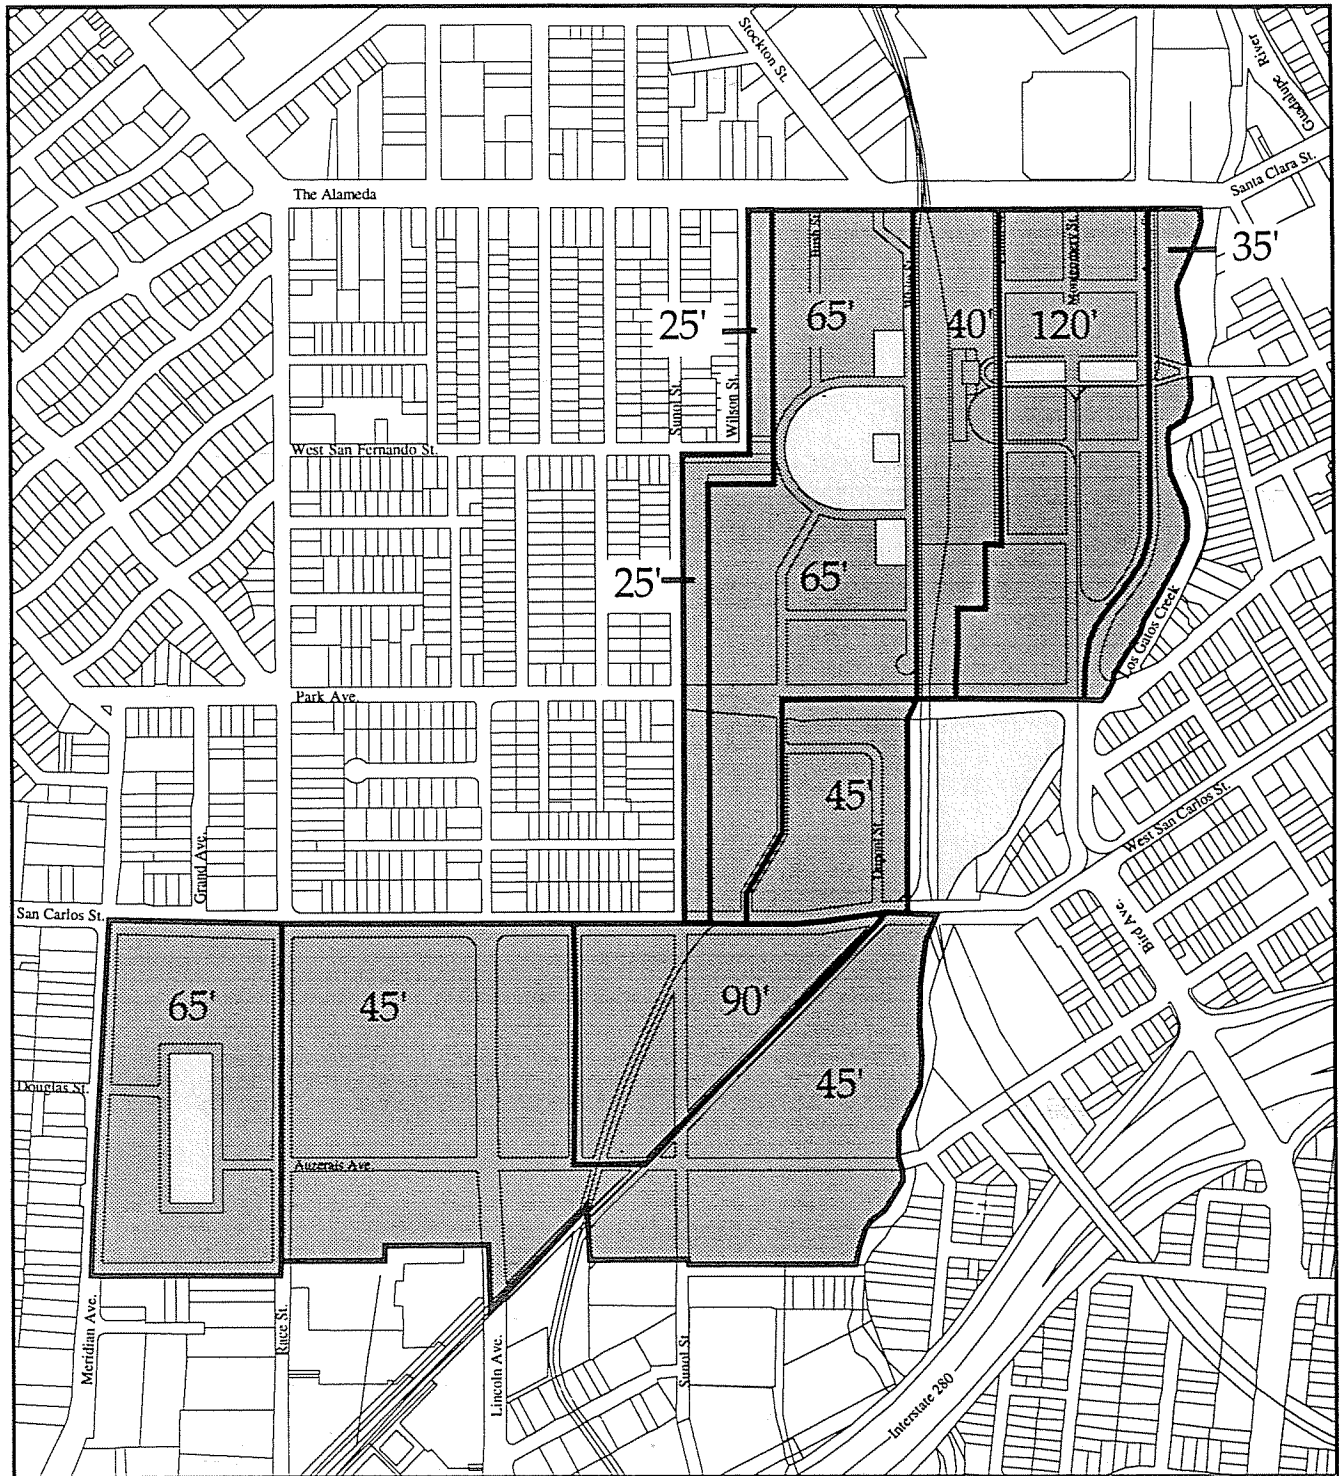 Stockton St.
Guadalupe River
The Alameda
Santa Clara St.
Bush St.
Montgomery St.
35'
25'
65'
40'
120'
Sunol St.
Wilson St.
West San Fernando St.
25'
65'
Los Gatos Creek
Park Ave.
45'
West San Carlos St.
Dupont St.
Grand Ave.
San Carlos St.
Bird Ave.
65'
45'
90'
Douglas St.
45'
Auzerais Ave.
Meridian Ave.
Race St.
Lincoln Ave.
Sunol St.
Interstate 280